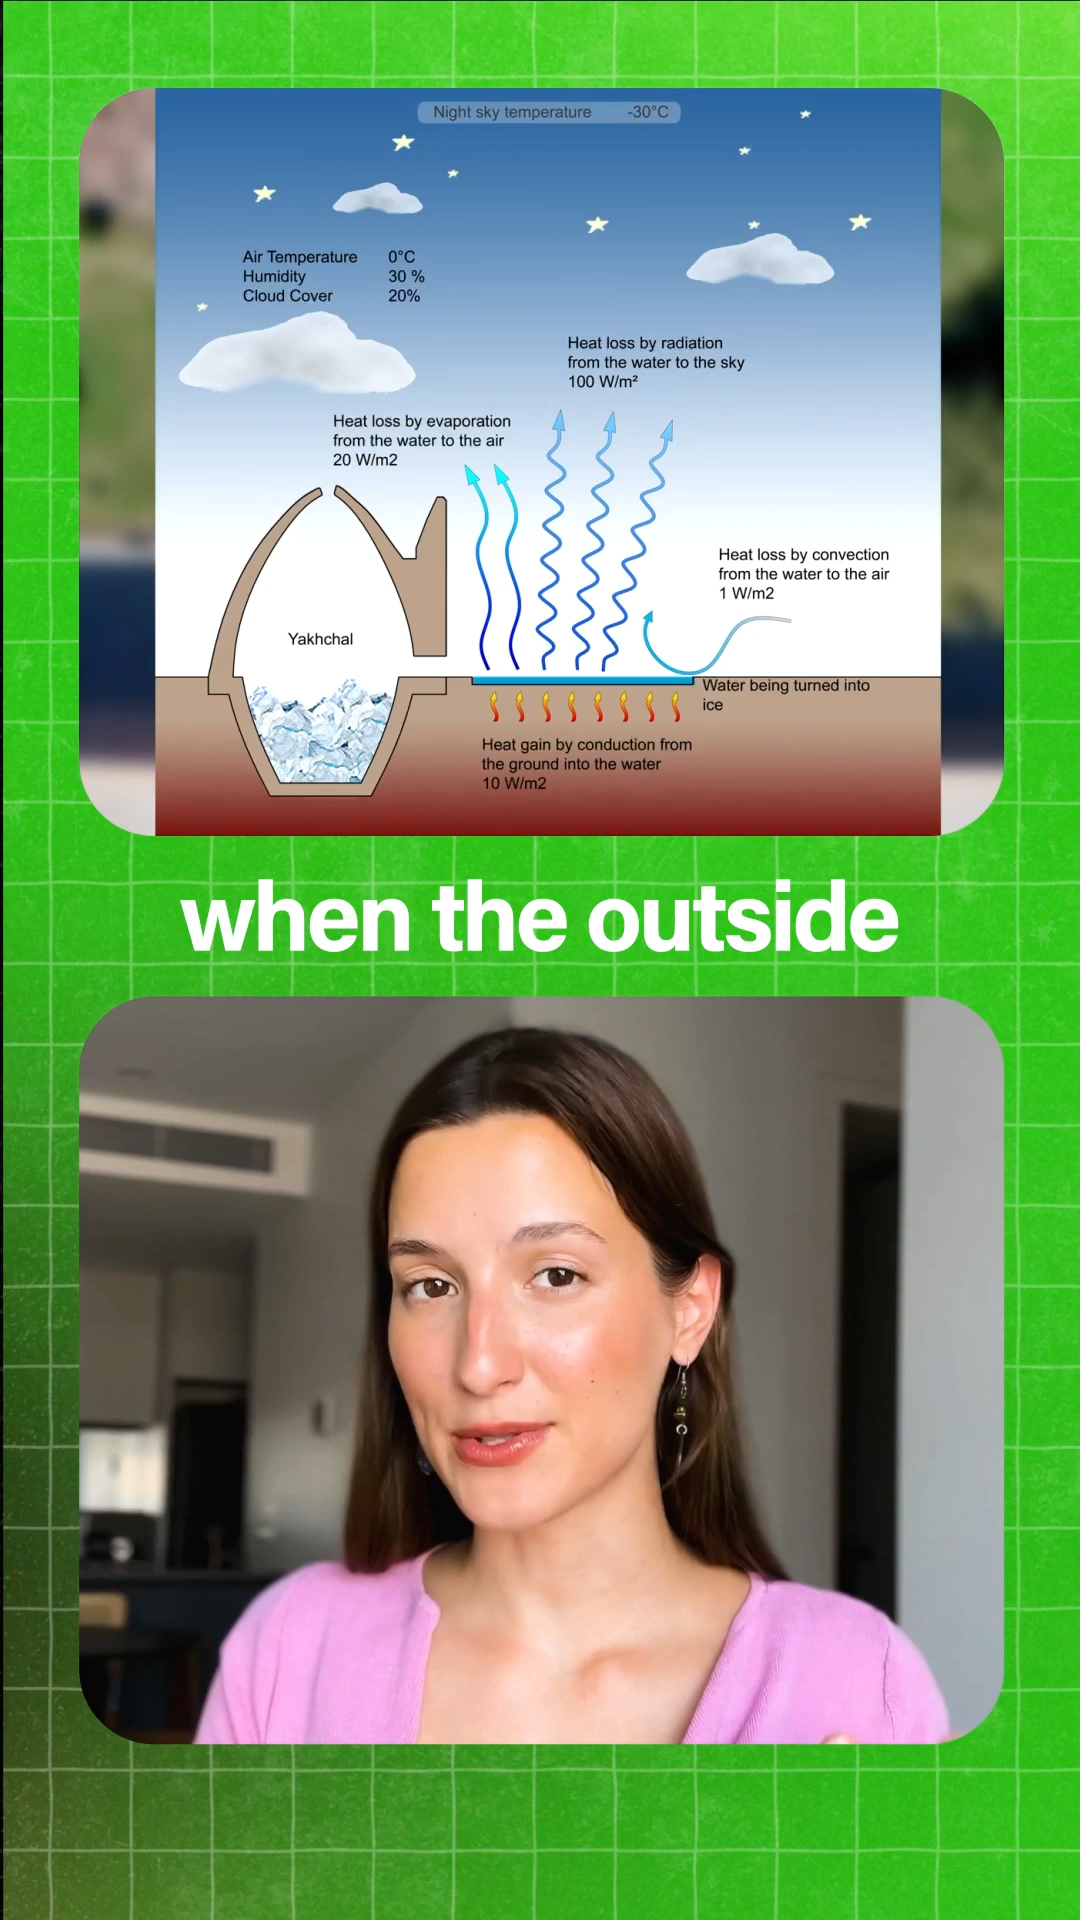 Night sky temperature -30°C
Air Temperature 0°C
Humidity 30 %
Cloud Cover 20%
Heat loss by radiation
from the water to the sky
100 W/m²
Heat loss by evaporation
from the water to the air
20 W/m2
Heat loss by convection
from the water to the air
1 W/m2
Yakhchal
Water being turned into
ice
Heat gain by conduction from
the ground into the water
10 W/m2
when the outside